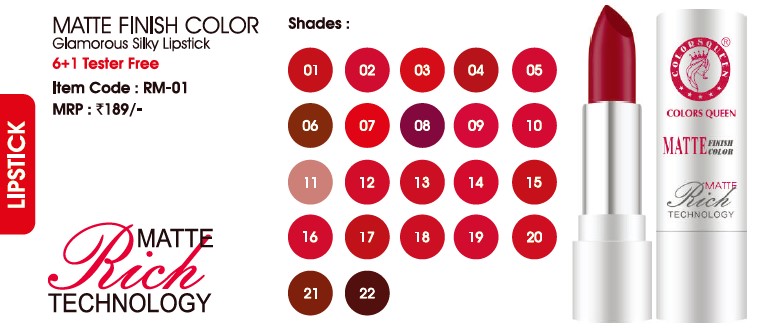 MATTE FINISH COLOR
Glamorous Silky Lipstick
6+1 Tester Free
Item Code : RM-01
MRP : ₹189/-
LIPSTICK
MATTE
Rich
TECHNOLOGY
Shades :
01 02 03 04 05
06 07 08 09 10
11 12 13 14 15
16 17 18 19 20
21 22
COLORSQUEEN
®
COLORS QUEEN
MATTE FINISH COLOR
MATTE
Rich
TECHNOLOGY